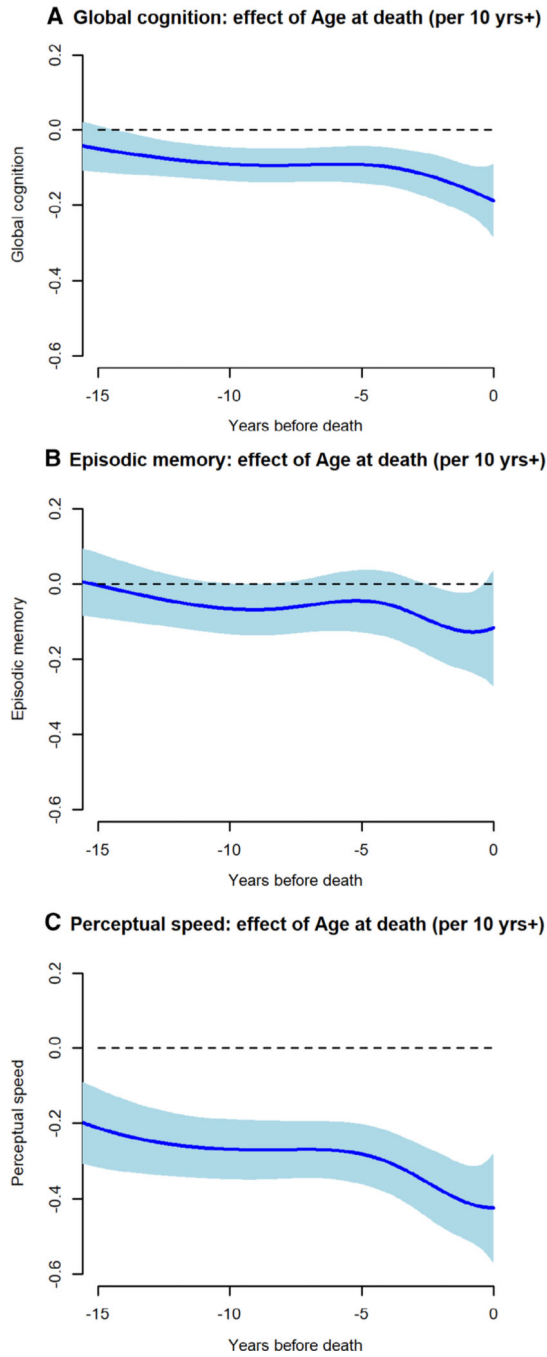 A Global cognition: effect of Age at death (per 10 yrs+)
0.2
0.0
-0.2
-0.4
-0.6
Global cognition
-15 -10 -5 0
Years before death
B Episodic memory: effect of Age at death (per 10 yrs+)
0.2
0.0
-0.2
-0.4
-0.6
Episodic memory
-15 -10 -5 0
Years before death
C Perceptual speed: effect of Age at death (per 10 yrs+)
0.2
0.0
-0.2
-0.4
-0.6
Perceptual speed
-15 -10 -5 0
Years before death